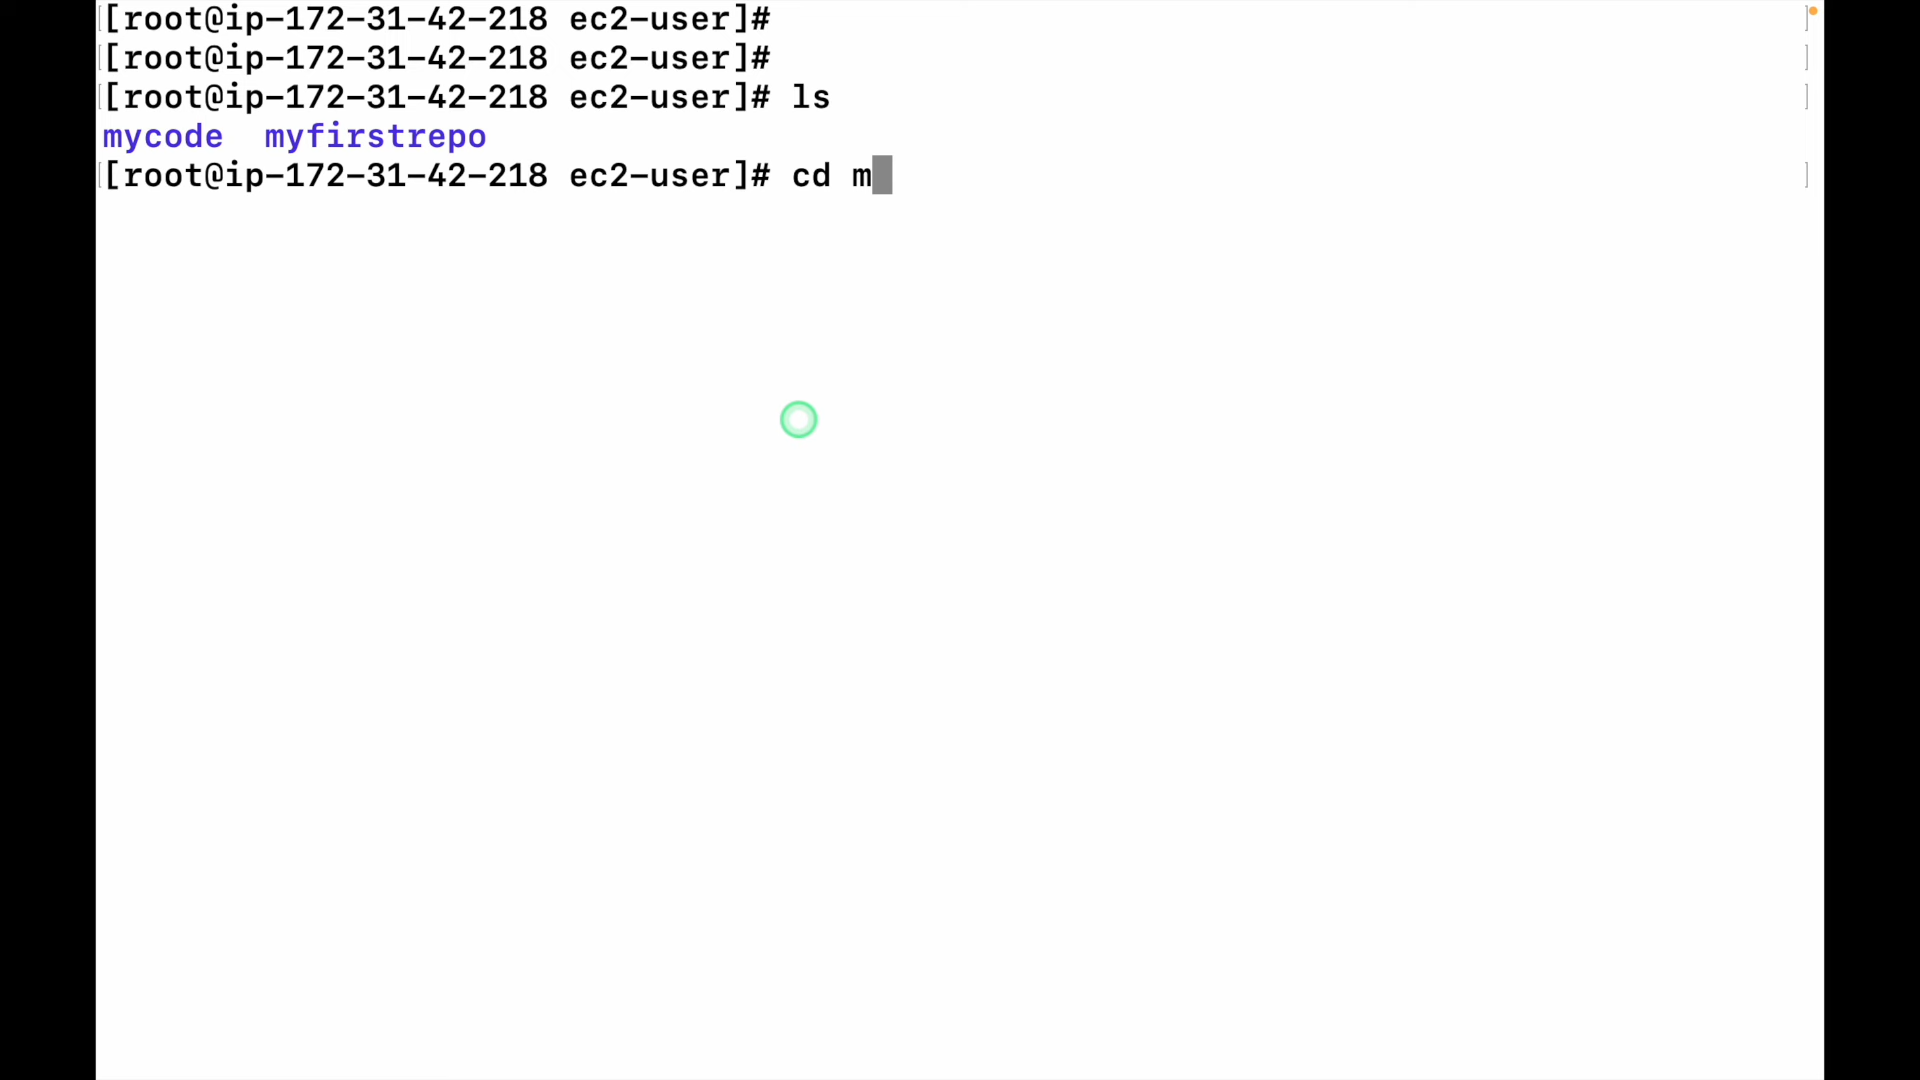 [root@ip-172-31-42-218 ec2-user]#
[root@ip-172-31-42-218 ec2-user]#
[root@ip-172-31-42-218 ec2-user]# ls
mycode  myfirstrepo
[root@ip-172-31-42-218 ec2-user]# cd m